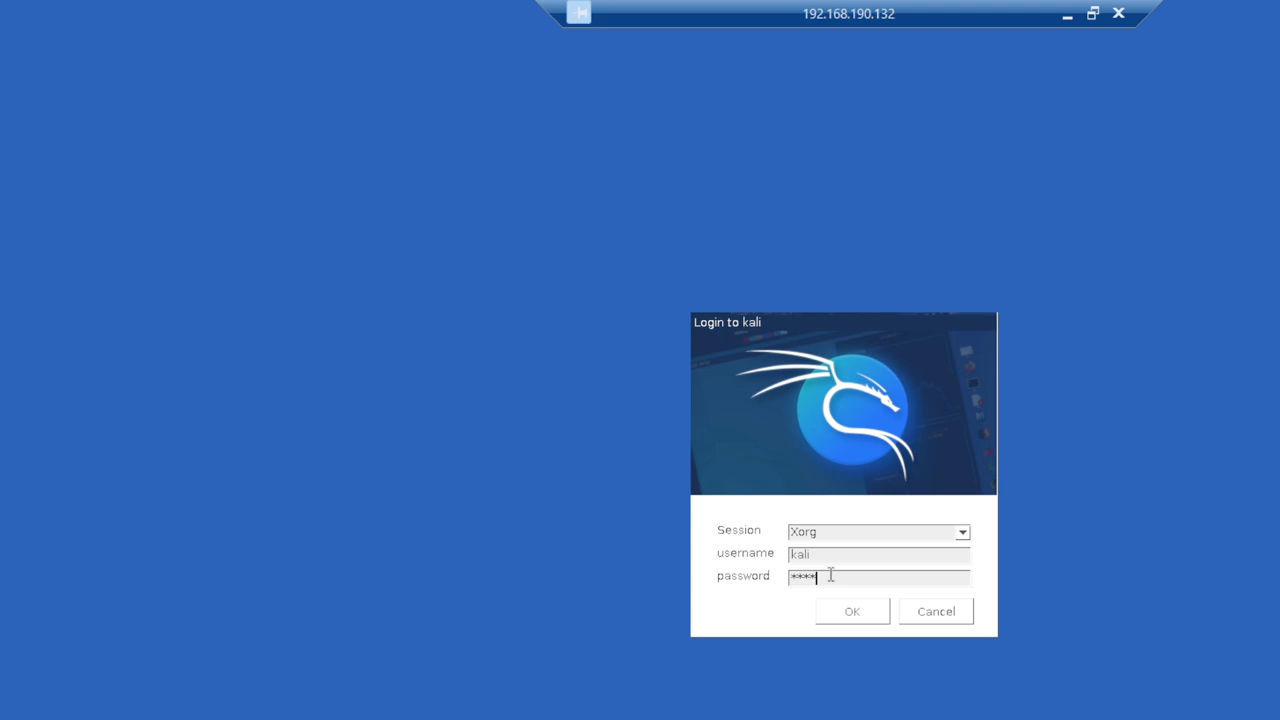 192.168.190.132
Login to kali
Session Xorg
username kali
password ****
OK Cancel